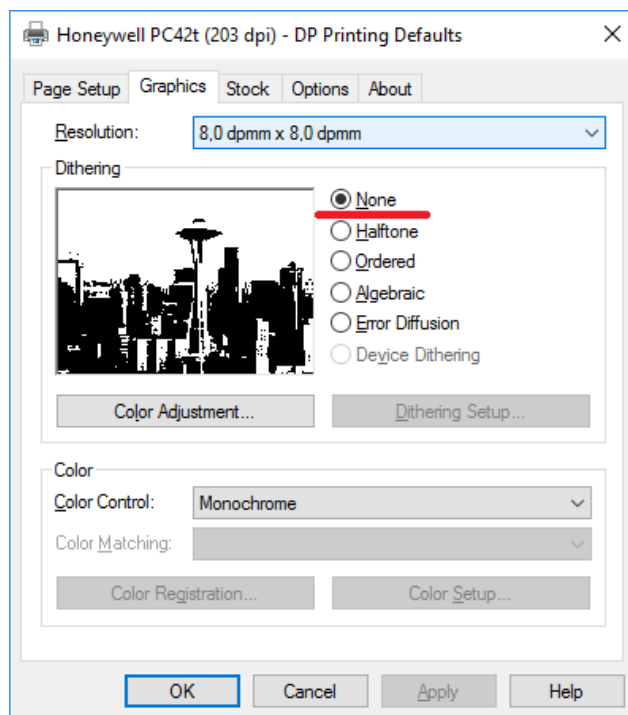 Honeywell PC42t (203 dpi) - DP Printing Defaults
Page Setup Graphics Stock Options About
Resolution: 8,0 dpmm x 8,0 dpmm
Dithering
None
Halftone
Ordered
Algebraic
Error Diffusion
Device Dithering
Color Adjustment... Dithering Setup...
Color
Color Control: Monochrome
Color Matching:
Color Registration... Color Setup...
OK Cancel Apply Help